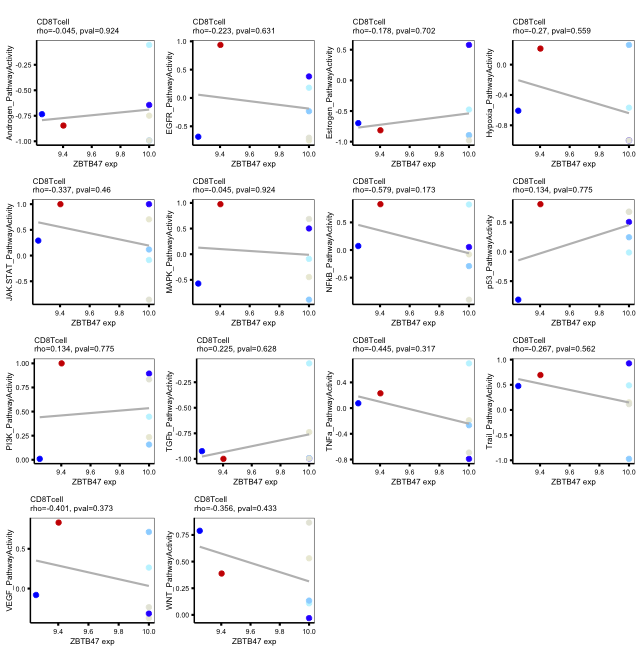 CD8Tcell
rho=-0.045, pval=0.924
Androgen_PathwayActivity
-0.25
-0.50
-0.75
-1.00
9.4
9.6
9.8
10.0
ZBTB47 exp
CD8Tcell
rho=-0.223, pval=0.631
EGFR_PathwayActivity
1.0
0.5
0.0
-0.5
9.4
9.6
9.8
10.0
ZBTB47 exp
CD8Tcell
rho=-0.178, pval=0.702
Estrogen_PathwayActivity
0.5
0.0
-0.5
-1.0
9.4
9.6
9.8
10.0
ZBTB47 exp
CD8Tcell
rho=-0.27, pval=0.559
Hypoxia_PathwayActivity
0.0
-0.4
-0.8
9.4
9.6
9.8
10.0
ZBTB47 exp
CD8Tcell
rho=-0.337, pval=0.46
JAK.STAT_PathwayActivity
1.0
0.5
0.0
-0.5
9.4
9.6
9.8
10.0
ZBTB47 exp
CD8Tcell
rho=-0.045, pval=0.924
MAPK_PathwayActivity
1.0
0.5
0.0
-0.5
9.4
9.6
9.8
10.0
ZBTB47 exp
CD8Tcell
rho=-0.579, pval=0.173
NFkB_PathwayActivity
0.5
0.0
-0.5
9.4
9.6
9.8
10.0
ZBTB47 exp
CD8Tcell
rho=0.134, pval=0.775
p53_PathwayActivity
0.5
0.0
-0.5
9.4
9.6
9.8
10.0
ZBTB47 exp
CD8Tcell
rho=0.134, pval=0.775
PI3K_PathwayActivity
1.00
0.75
0.50
0.25
0.00
9.4
9.6
9.8
10.0
ZBTB47 exp
CD8Tcell
rho=0.225, pval=0.628
TGFb_PathwayActivity
-0.25
-0.50
-0.75
-1.00
9.4
9.6
9.8
10.0
ZBTB47 exp
CD8Tcell
rho=-0.445, pval=0.317
TNFa_PathwayActivity
0.4
0.0
-0.4
-0.8
9.4
9.6
9.8
10.0
ZBTB47 exp
CD8Tcell
rho=-0.267, pval=0.562
Trail_PathwayActivity
1.0
0.5
0.0
-0.5
-1.0
9.4
9.6
9.8
10.0
ZBTB47 exp
CD8Tcell
rho=-0.401, pval=0.373
VEGF_PathwayActivity
0.5
0.0
9.4
9.6
9.8
10.0
ZBTB47 exp
CD8Tcell
rho=-0.356, pval=0.433
WNT_PathwayActivity
0.75
0.50
0.25
0.00
9.4
9.6
9.8
10.0
ZBTB47 exp